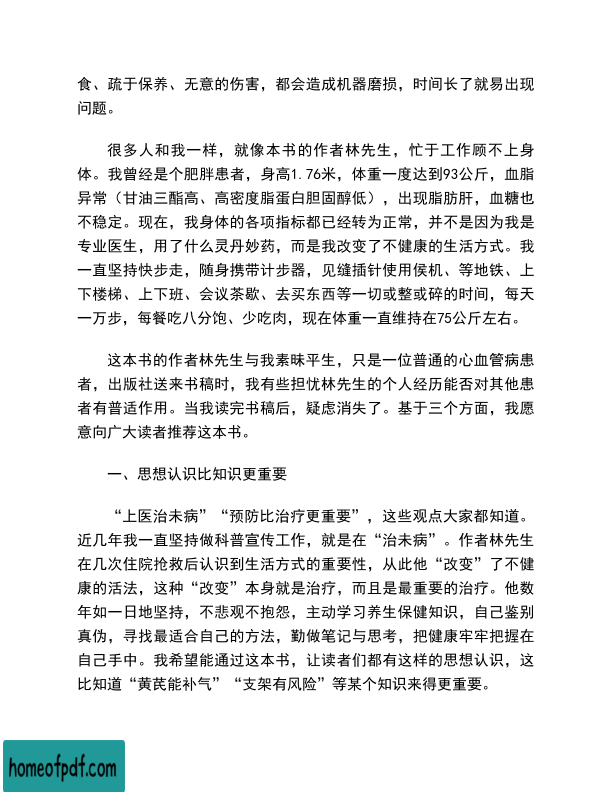 食、疏于保养、无意的伤害，都会造成机器磨损，时间长了就易出现
问题。
很多人和我一样，就像本书的作者林先生，忙于工作顾不上身
体。我曾经是个肥胖患者，身高1.76米，体重一度达到93公斤，血脂
异常（甘油三酯高、高密度脂蛋白胆固醇低），出现脂肪肝，血糖也
不稳定。现在，我身体的各项指标都已经转为正常，并不是因为我是
专业医生，用了什么灵丹妙药，而是我改变了不健康的生活方式。我
一直坚持快步走，随身携带计步器，见缝插针使用侯机、等地铁、上
下楼梯、上下班、会议茶歇、去买东西等一切或整或碎的时间，每天
一万步，每餐吃八分饱、少吃肉，现在体重一直维持在75公斤左右。
这本书的作者林先生与我素昧平生，只是一位普通的心血管病患
者，出版社送来书稿时，我有些担忧林先生的个人经历能否对其他患
者有普适作用。当我读完书稿后，疑虑消失了。基于三个方面，我愿
意向广大读者推荐这本书。
一、思想认识比知识更重要
“上医治未病”“预防比治疗更重要”，这些观点大家都知道。
近几年我一直坚持做科普宣传工作，就是在“治未病”。作者林先生
在几次住院抢救后认识到生活方式的重要性，从此他“改变”了不健
康的活法，这种“改变”本身就是治疗，而且是最重要的治疗。他数
年如一日地坚持，不悲观不抱怨，主动学习养生保健知识，自己鉴别
真伪，寻找最适合自己的方法，勤做笔记与思考，把健康牢牢把握在
自己手中。我希望能通过这本书，让读者们都有这样的思想认识，这
比知道“黄芪能补气”“支架有风险”等某个知识来得更重要。
homeofpdf.com